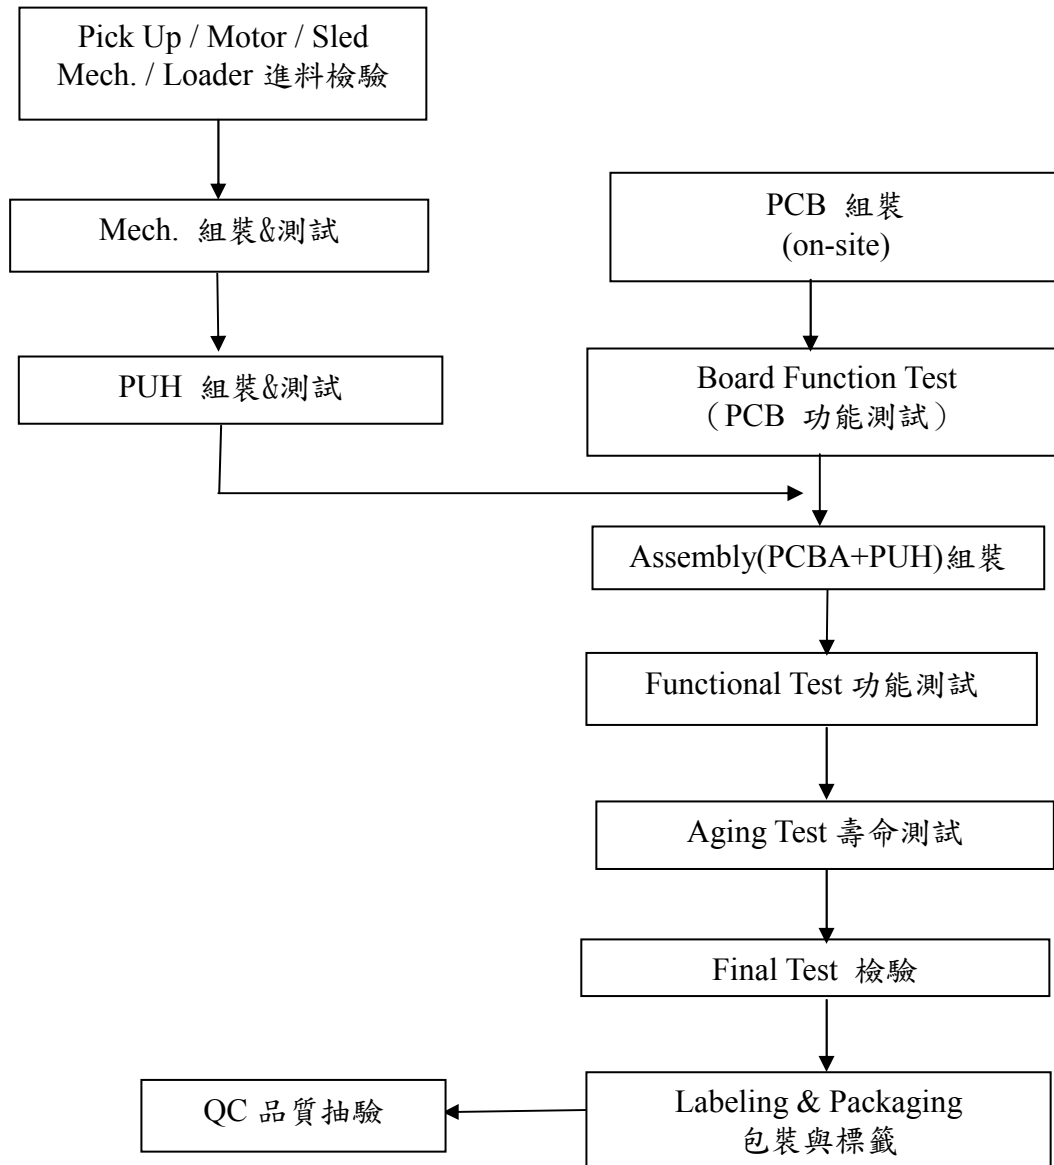 Pick Up / Motor / Sled
Mech. / Loader 進料檢驗
Mech. 組裝&測試
PUH 組裝&測試
PCB 組裝
(on-site)
Board Function Test
（PCB 功能測試）
Assembly(PCBA+PUH)組裝
Functional Test 功能測試
Aging Test 壽命測試
Final Test 檢驗
Labeling & Packaging
包裝與標籤
QC 品質抽驗